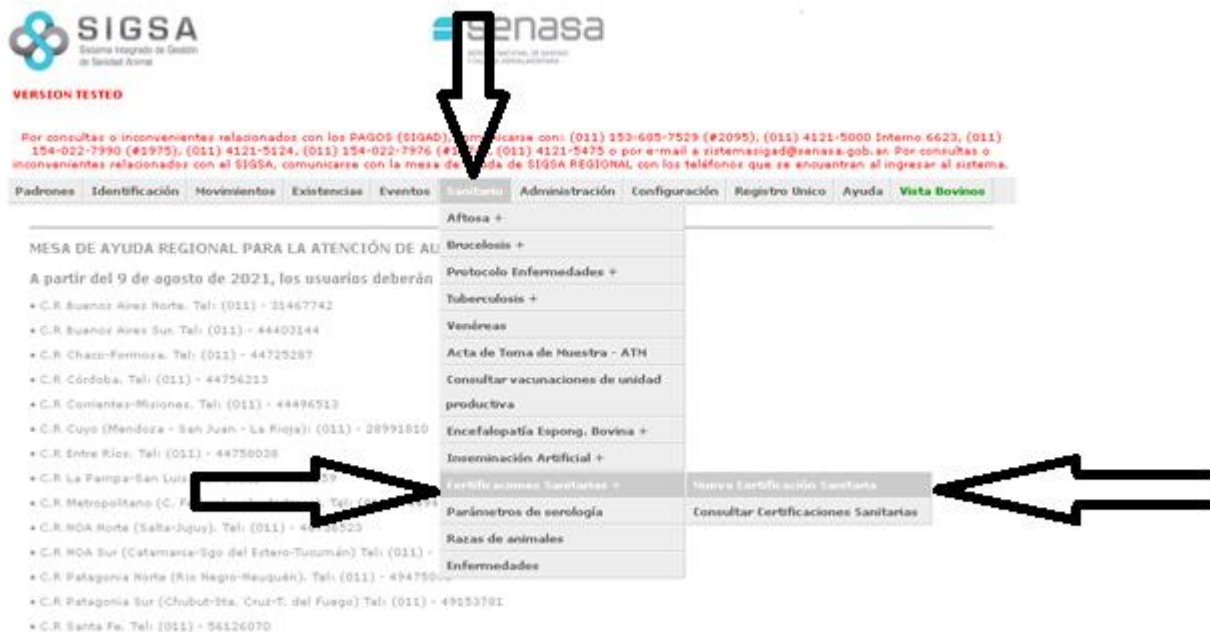 SIGSA
Sistema Integrado de Gestión
de Sanidad Animal
senasa
VERSION TESTEO
Por consultas o inconvenientes relacionados con los PAGOS (SIGAD), con: (011) 153-685-7529 (#2095), (011) 4121-5000 Interno 6623, (011)
154-022-7990 (#1975), (011) 4121-5124, (011) 154-022-7976 (011) 4121-5475 o por e-mail a sistemasigad@senasa.gob.ar. Por consultas o
inconvenientes relacionados con el SIGSA, comunicarse con la mesa de SIGSA REGIONAL con los teléfonos que se encuentran al ingresar al sistema.
Padrones Identificación Movimientos Existencias Eventos Sanitario Administración Configuración Registro Unico Ayuda Vista Bovinos
MESA DE AYUDA REGIONAL PARA LA ATENCIÓN DE
A partir del 9 de agosto de 2021, los usuarios deberán
• C.R Buenos Aires Norte. Tel: (011) - 31467742
• C.R Buenos Aires Sur. Tel: (011) - 44403144
• C.R Chaco-Formosa. Tel: (011) - 44725287
• C.R Córdoba. Tel: (011) - 44756213
• C.R Corrientes-Misiones. Tel: (011) - 44496513
• C.R Cuyo (Mendoza - San Juan - La Rioja): (011) - 28991810
• C.R Entre Ríos. Tel: (011) - 44758038
• C.R La Pampa-San Luis
• C.R Metropolitano (C.
• C.R NOA Norte (Salta-Jujuy). Tel: (011) -
• C.R NOA Sur (Catamarca-Sgo del Estero-Tucumán) Tel: (011) -
• C.R Patagonia Norte (Río Negro-Neuquén). Tel: (011) -
• C.R Patagonia Sur (Chubut-Sta. Cruz-T. del Fuego) Tel: (011) - 49153781
• C.R Santa Fe. Tel: (011) - 56126070
Aftosa +
Brucelosis +
Protocolo Enfermedades +
Tuberculosis +
Venéreas
Acta de Toma de Muestra - ATM
Consultar vacunaciones de unidad
productiva
Encefalopatía Espong. Bovina +
Inseminación Artificial +
Certificaciones Sanitarias +
Parámetros de serología
Razas de animales
Enfermedades
Nueva Certificación Sanitaria
Consultar Certificaciones Sanitarias